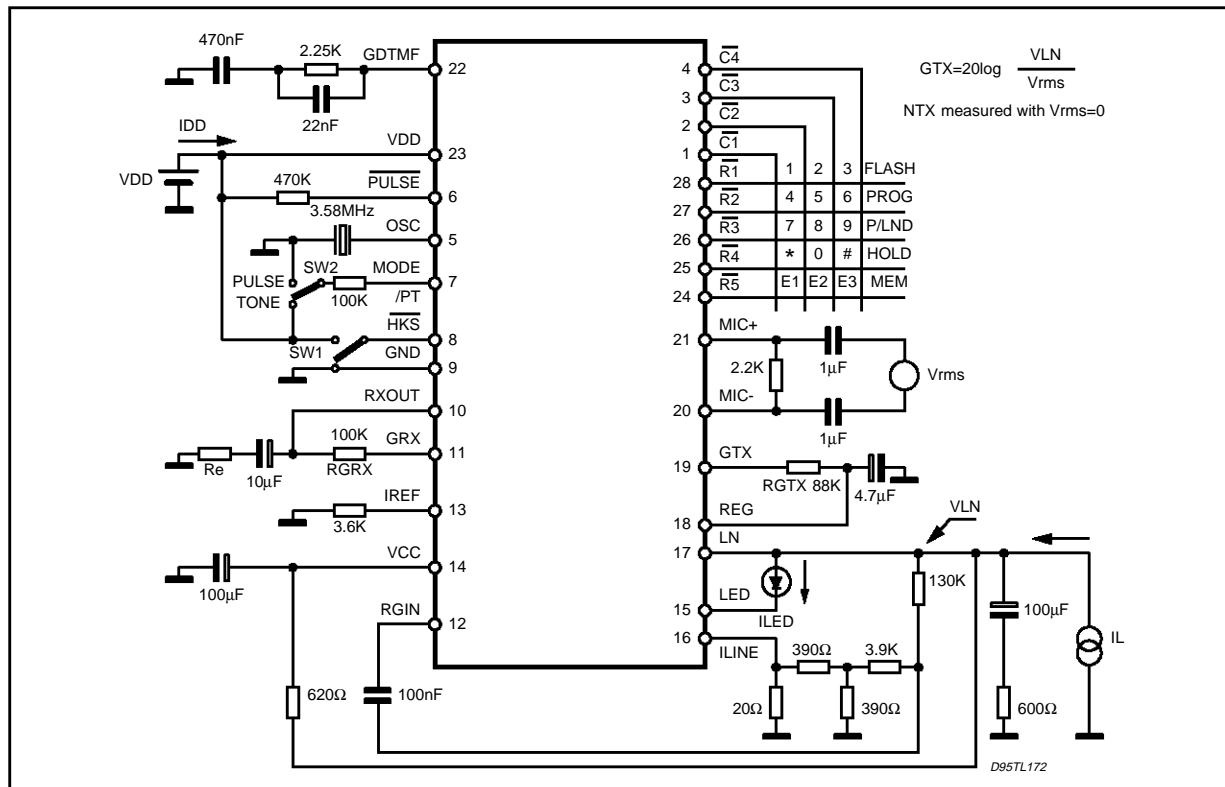 470nF
2.25K
GDTMF
22
22nF
IDD
VDD
23
VDD
470K
PULSE
6
3.58MHz
OSC
5
SW2
MODE
7
PULSE
TONE
100K
/PT
HKS
8
SW1
GND
9
RXOUT
10
100K
GRX
11
Re
10µF
RGRX
IREF
13
3.6K
VCC
14
100µF
RGIN
12
620Ω
100nF
4
C4
3
C3
2
C2
1
C1
28
R1
1 2 3 FLASH
27
R2
4 5 6 PROG
26
R3
7 8 9 P/LND
25
R4
* 0 # HOLD
24
R5
E1 E2 E3 MEM
GTX=20log VLN
Vrms
NTX measured with Vrms=0
21
MIC+
2.2K
1µF
Vrms
20
MIC-
1µF
19
GTX
RGTX 88K
4.7µF
18
REG
VLN
17
LN
130K
15
LED
ILED
100µF
IL
16
ILINE
390Ω
3.9K
20Ω
390Ω
600Ω
D95TL172